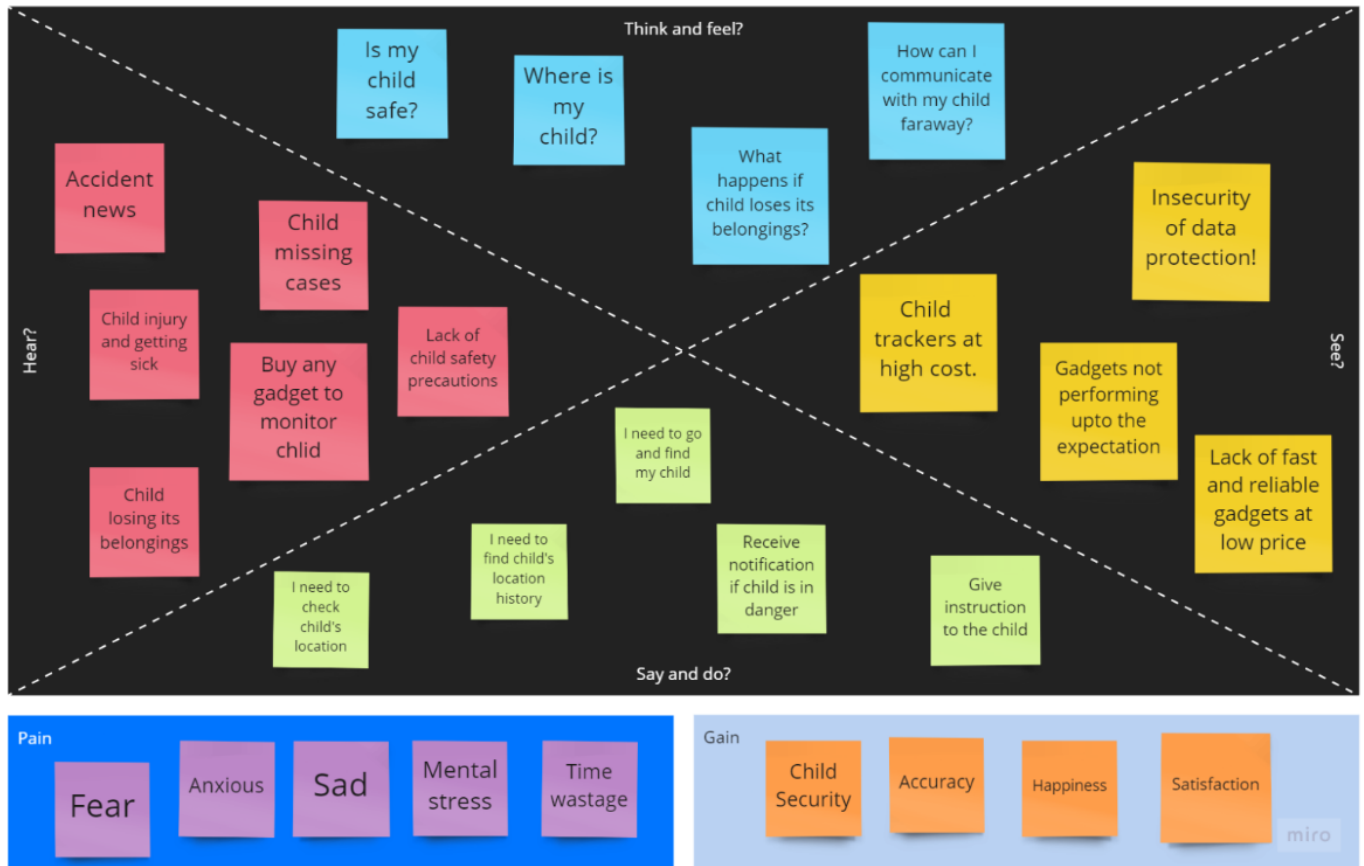 Think and feel?
Is my
child
safe?
Where is
my
child?
What
happens if
child loses its
belongings?
How can I
communicate
with my child
faraway?
Hear?
Accident
news
Child
missing
cases
Child injury
and getting
sick
Buy any
gadget to
monitor
chlid
Lack of
child safety
precautions
Child
losing its
belongings
See?
Insecurity
of data
protection!
Child
trackers at
high cost.
Gadgets not
performing
upto the
expectation
Lack of fast
and reliable
gadgets at
low price
I need to go
and find
my child
I need to
find child's
location
history
Receive
notification
if child is in
danger
I need to
check
child's
location
Give
instruction
to the child
Say and do?
Pain
Fear
Anxious
Sad
Mental
stress
Time
wastage
Gain
Child
Security
Accuracy
Happiness
Satisfaction
miro